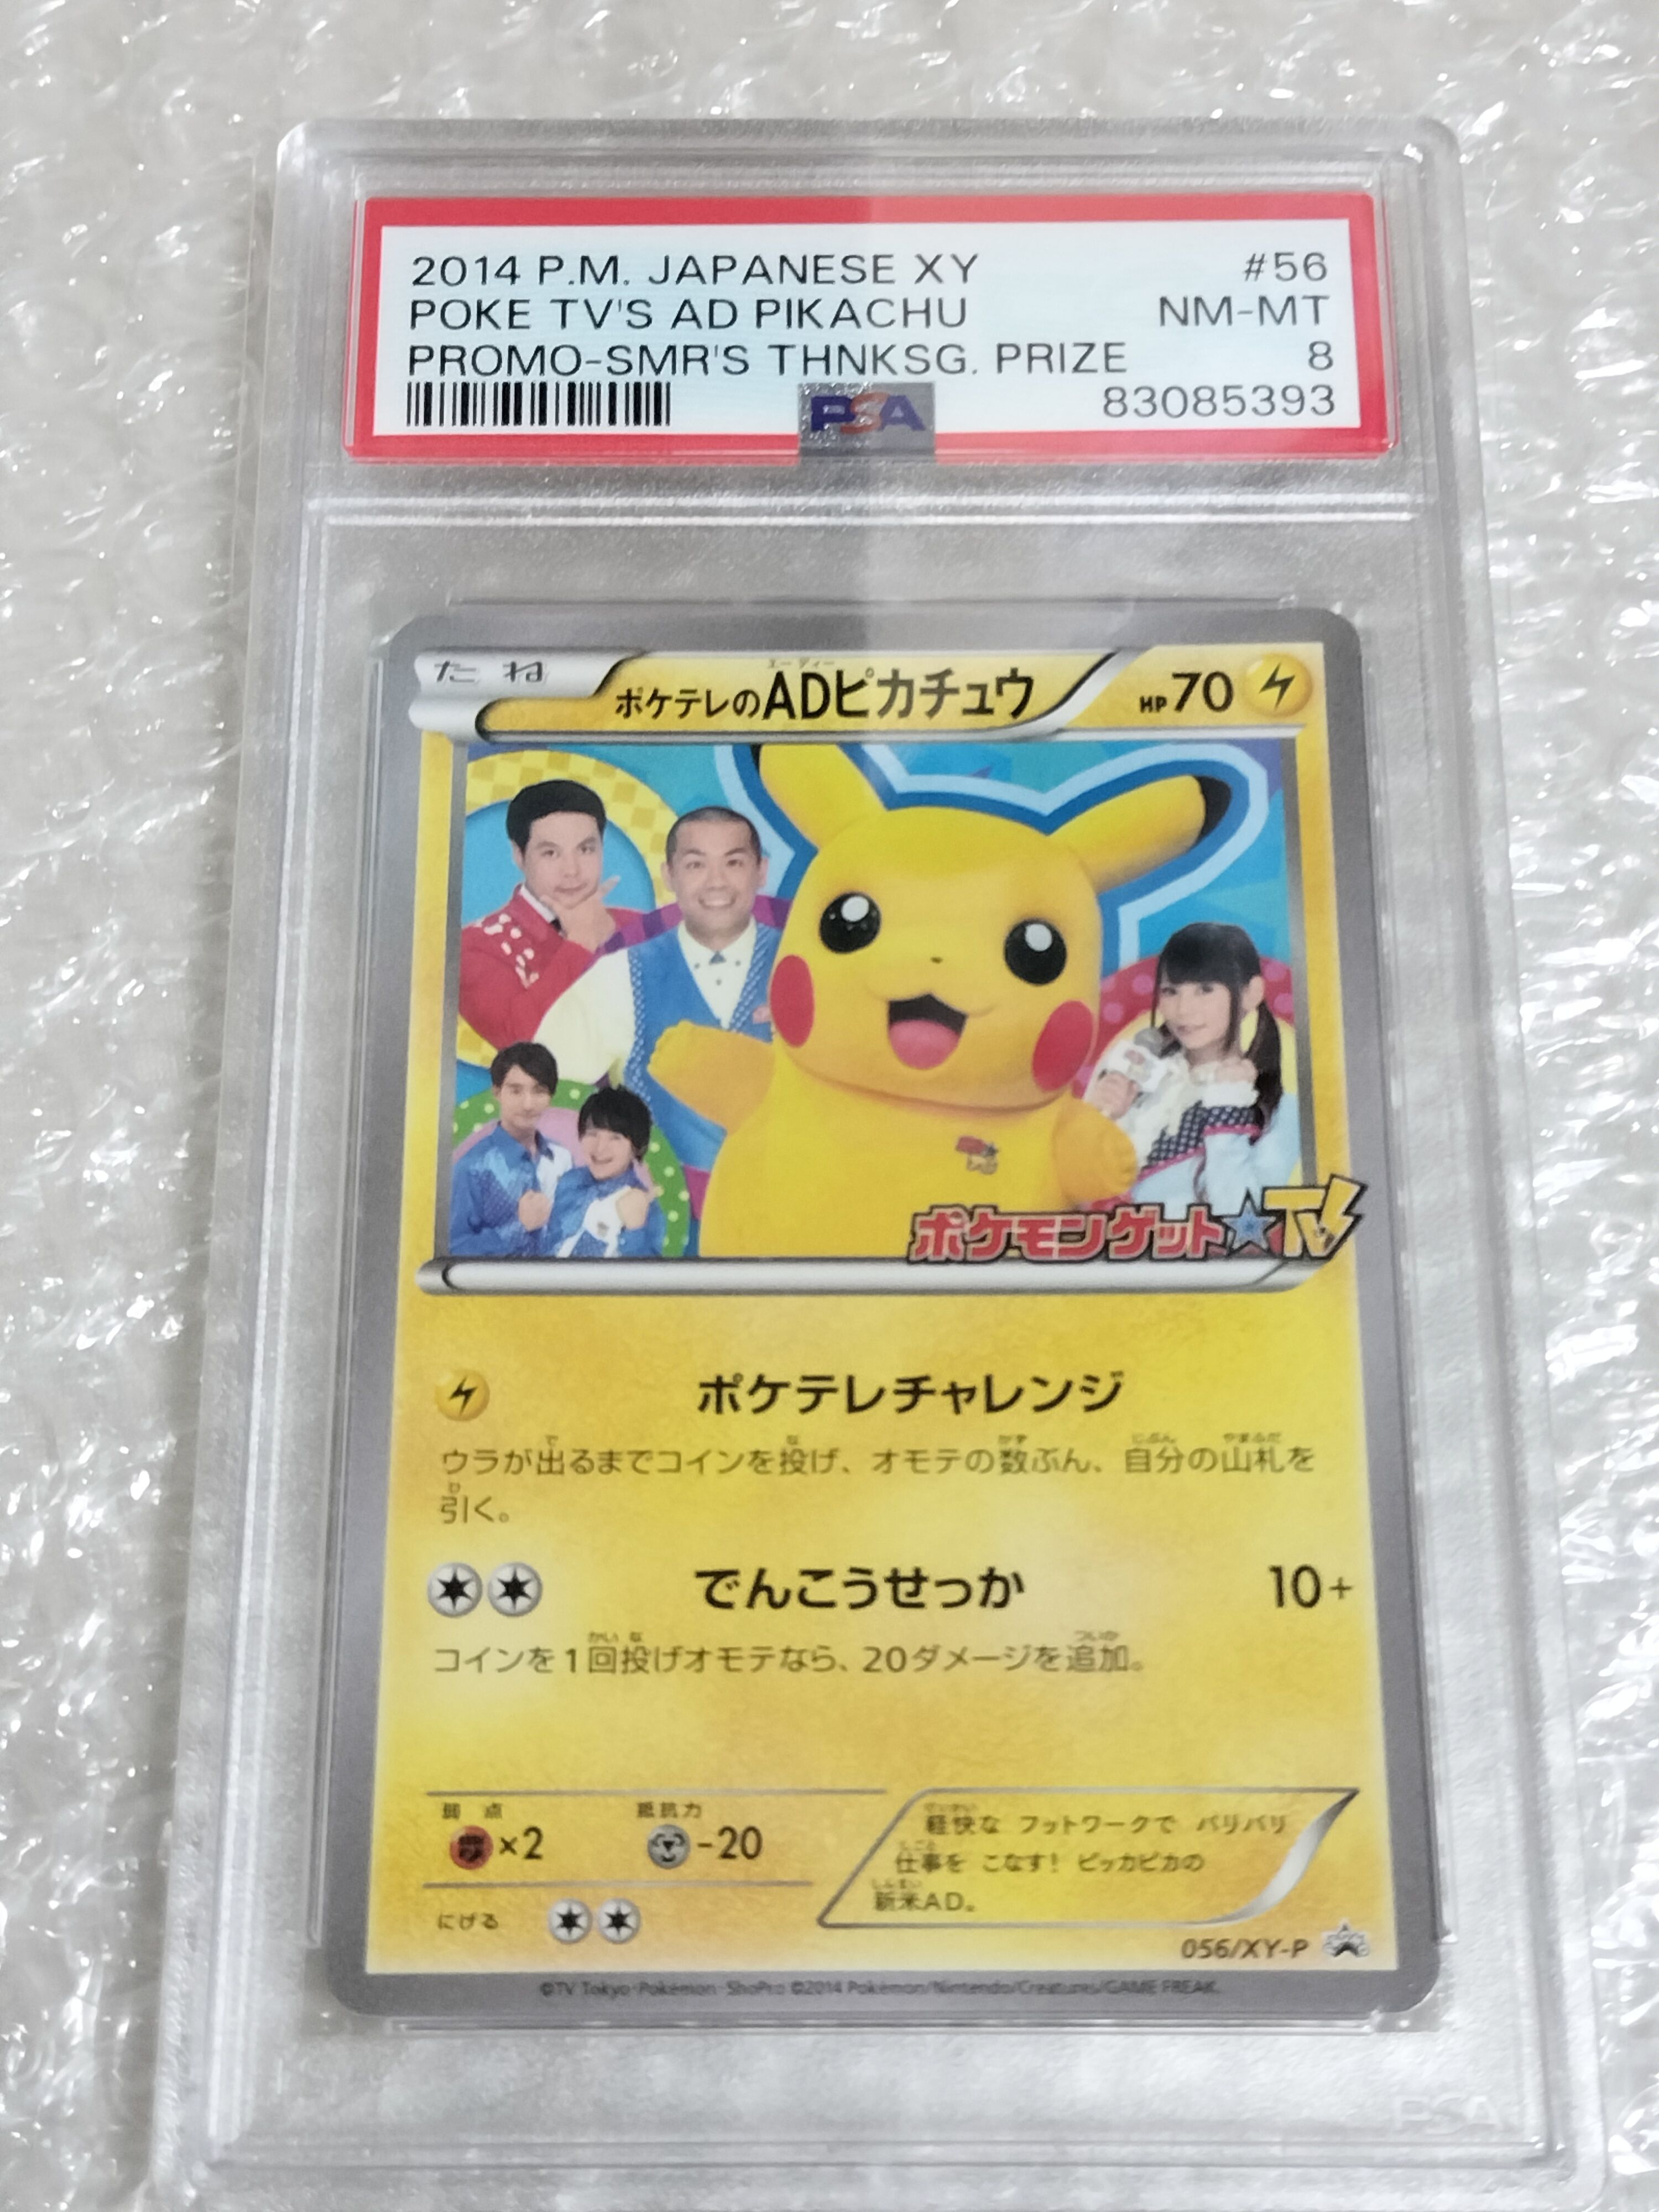 2014 P.M. JAPANESE XY #56
POKE TV'S AD PIKACHU NM-MT
PROMO-SMR'S THNKSG. PRIZE 8
PSA 83085393
たね
エーディー
ポケテレのADピカチュウ HP70
ポケモンゲット★TV
ポケテレチャレンジ
ウラが出るまでコインを投げ、オモテの数ぶん、自分の山札を
引く。
でんこうせっか 10+
コインを1回投げオモテなら、20ダメージを追加。
弱点 抵抗力
×2 -20
軽快な フットワークで バリバリ
仕事を こなす! ピッカピカの
新米AD。
にげる
056/XY-P
©TV Tokyo·Pokémon·ShoPro ©2014 Pokémon/Nintendo/Creatures/GAME FREAK.
PSA